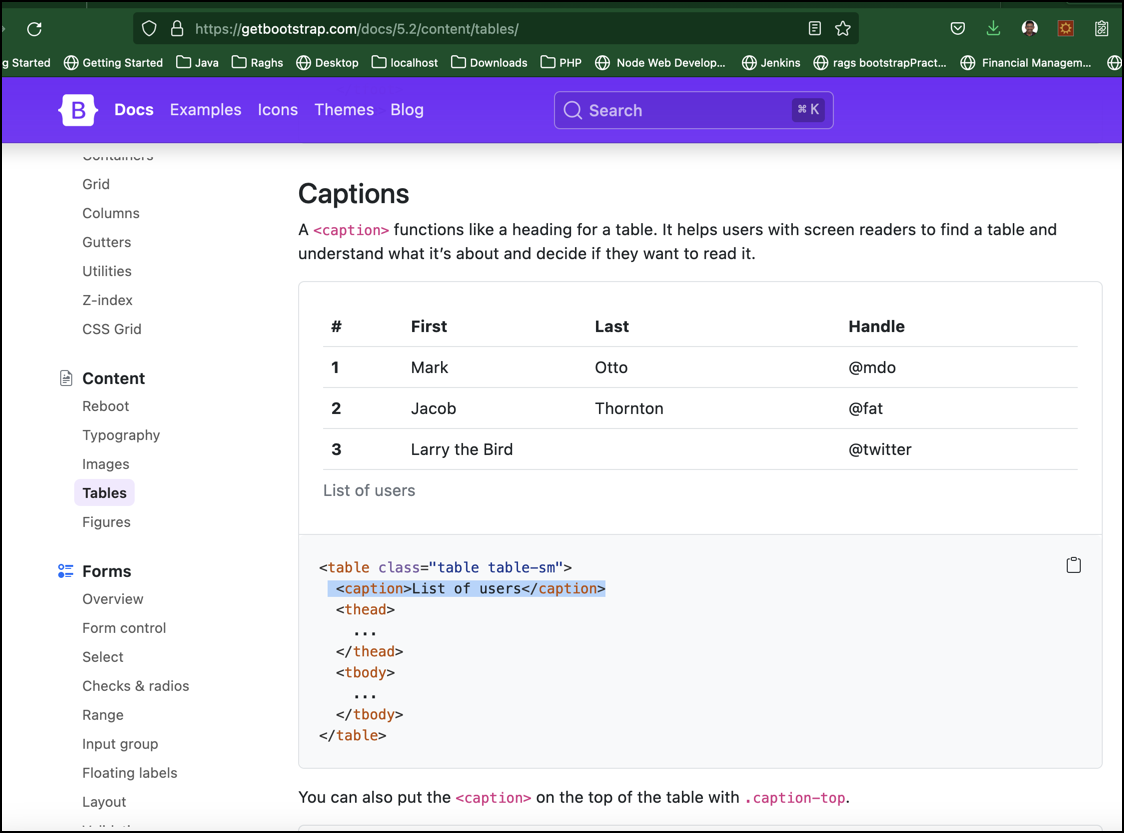 https://getbootstrap.com/docs/5.2/content/tables/
g Started Getting Started Java Raghs Desktop localhost Downloads PHP Node Web Develop... Jenkins rags bootstrapPract... Financial Managem...
B Docs Examples Icons Themes Blog Search ⌘ K
Containers
Grid
Columns
Gutters
Utilities
Z-index
CSS Grid
Content
Reboot
Typography
Images
Tables
Figures
Forms
Overview
Form control
Select
Checks & radios
Range
Input group
Floating labels
Layout
Captions
A <caption> functions like a heading for a table. It helps users with screen readers to find a table and
understand what it’s about and decide if they want to read it.
# First Last Handle
1 Mark Otto @mdo
2 Jacob Thornton @fat
3 Larry the Bird @twitter
List of users
<table class="table table-sm">
  <caption>List of users</caption>
  <thead>
    ...
  </thead>
  <tbody>
    ...
  </tbody>
</table>
You can also put the <caption> on the top of the table with .caption-top.